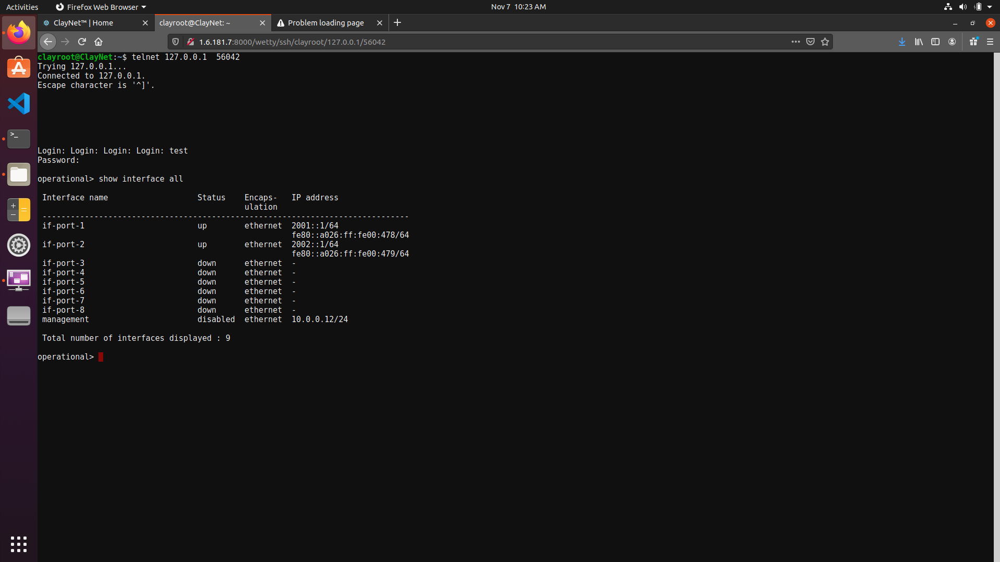 Activities Firefox Web Browser Nov 7 10:23 AM
ClayNet™ | Home clayroot@ClayNet: ~ Problem loading page
1.6.181.7:8000/wetty/ssh/clayroot/127.0.0.1/56042
clayroot@ClayNet:~$ telnet 127.0.0.1  56042
Trying 127.0.0.1...
Connected to 127.0.0.1.
Escape character is '^]'.
Login: Login: Login: Login: test
Password:
operational> show interface all
Interface name                   Status    Encaps-   IP address
                                           ulation
------------------------------------------------------------------------------
if-port-1                        up        ethernet  2001::1/64
                                                     fe80::a026:ff:fe00:478/64
if-port-2                        up        ethernet  2002::1/64
                                                     fe80::a026:ff:fe00:479/64
if-port-3                        down      ethernet  -
if-port-4                        down      ethernet  -
if-port-5                        down      ethernet  -
if-port-6                        down      ethernet  -
if-port-7                        down      ethernet  -
if-port-8                        down      ethernet  -
management                       disabled  ethernet  10.0.0.12/24
Total number of interfaces displayed : 9
operational>